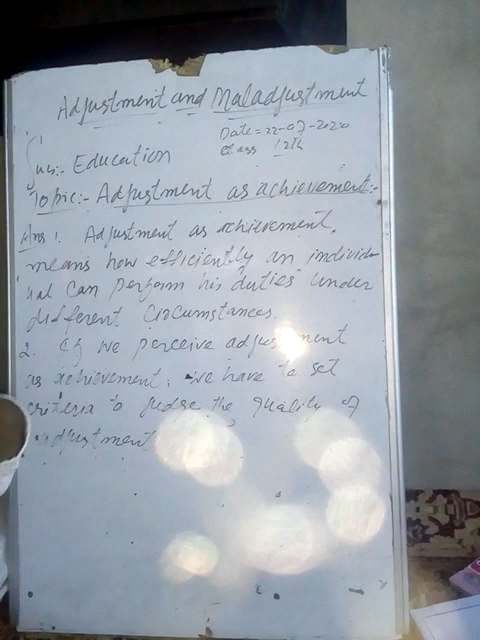 Adjustment and Maladjustment
Date = 22-07-2020
Class 12th
Sub:- Education
Topic:- Adjustment as achievement:-
Ans 1. Adjustment as achievement,
means how efficiently an individ-
ual can perform his duties under
different circumstances.
2. If we perceive adjustment
as achievement, we have to set
criteria to judge the quality of
adjustment